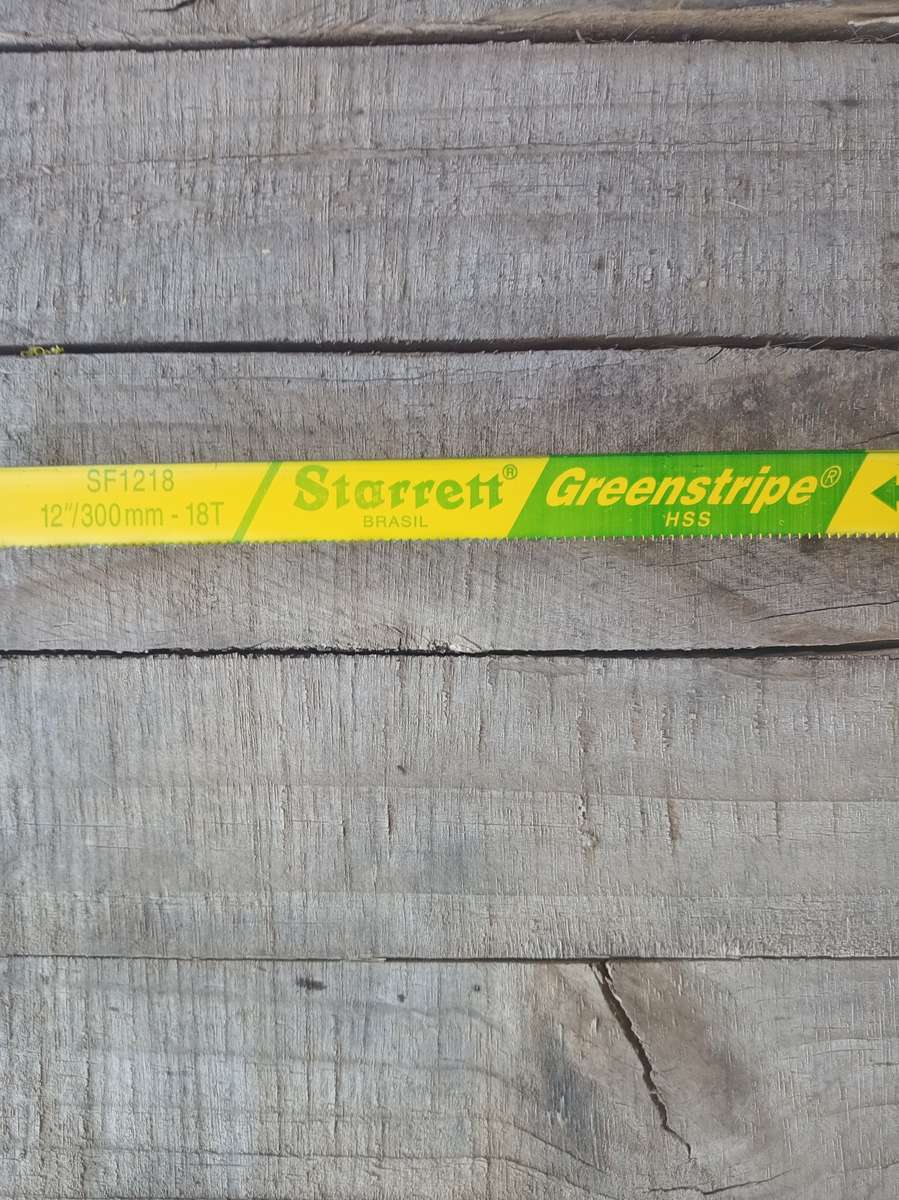 SF1218
12"/300mm - 18T
Starrett®
BRASIL
Greenstripe®
HSS